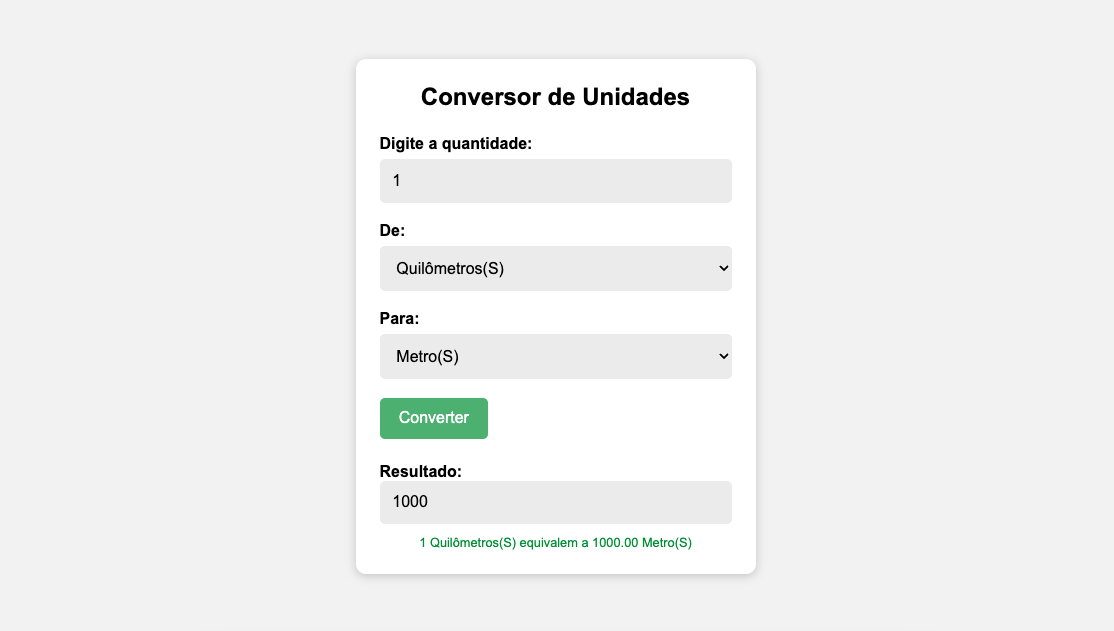 Conversor de Unidades
Digite a quantidade:
1
De:
Quilômetros(S)
Para:
Metro(S)
Converter
Resultado:
1000
1 Quilômetros(S) equivalem a 1000.00 Metro(S)